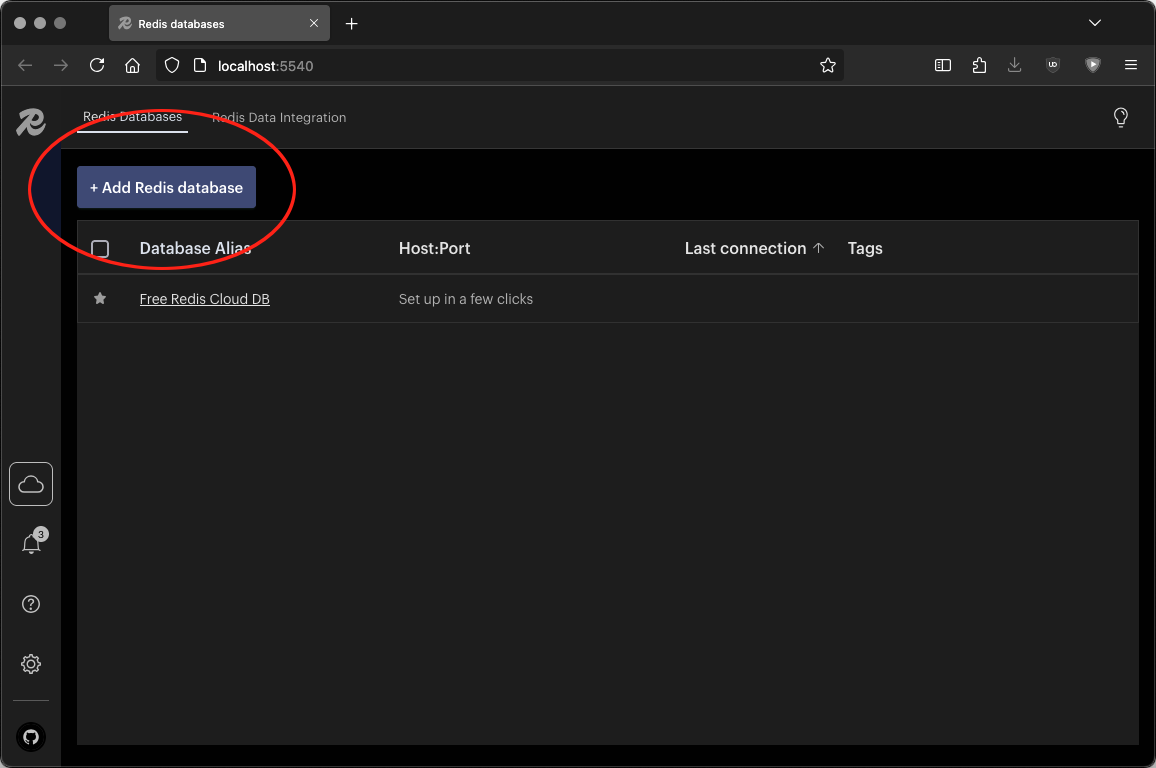 Redis databases
localhost:5540
Redis Databases
Redis Data Integration
+ Add Redis database
Database Alias Host:Port Last connection Tags
Free Redis Cloud DB Set up in a few clicks
3